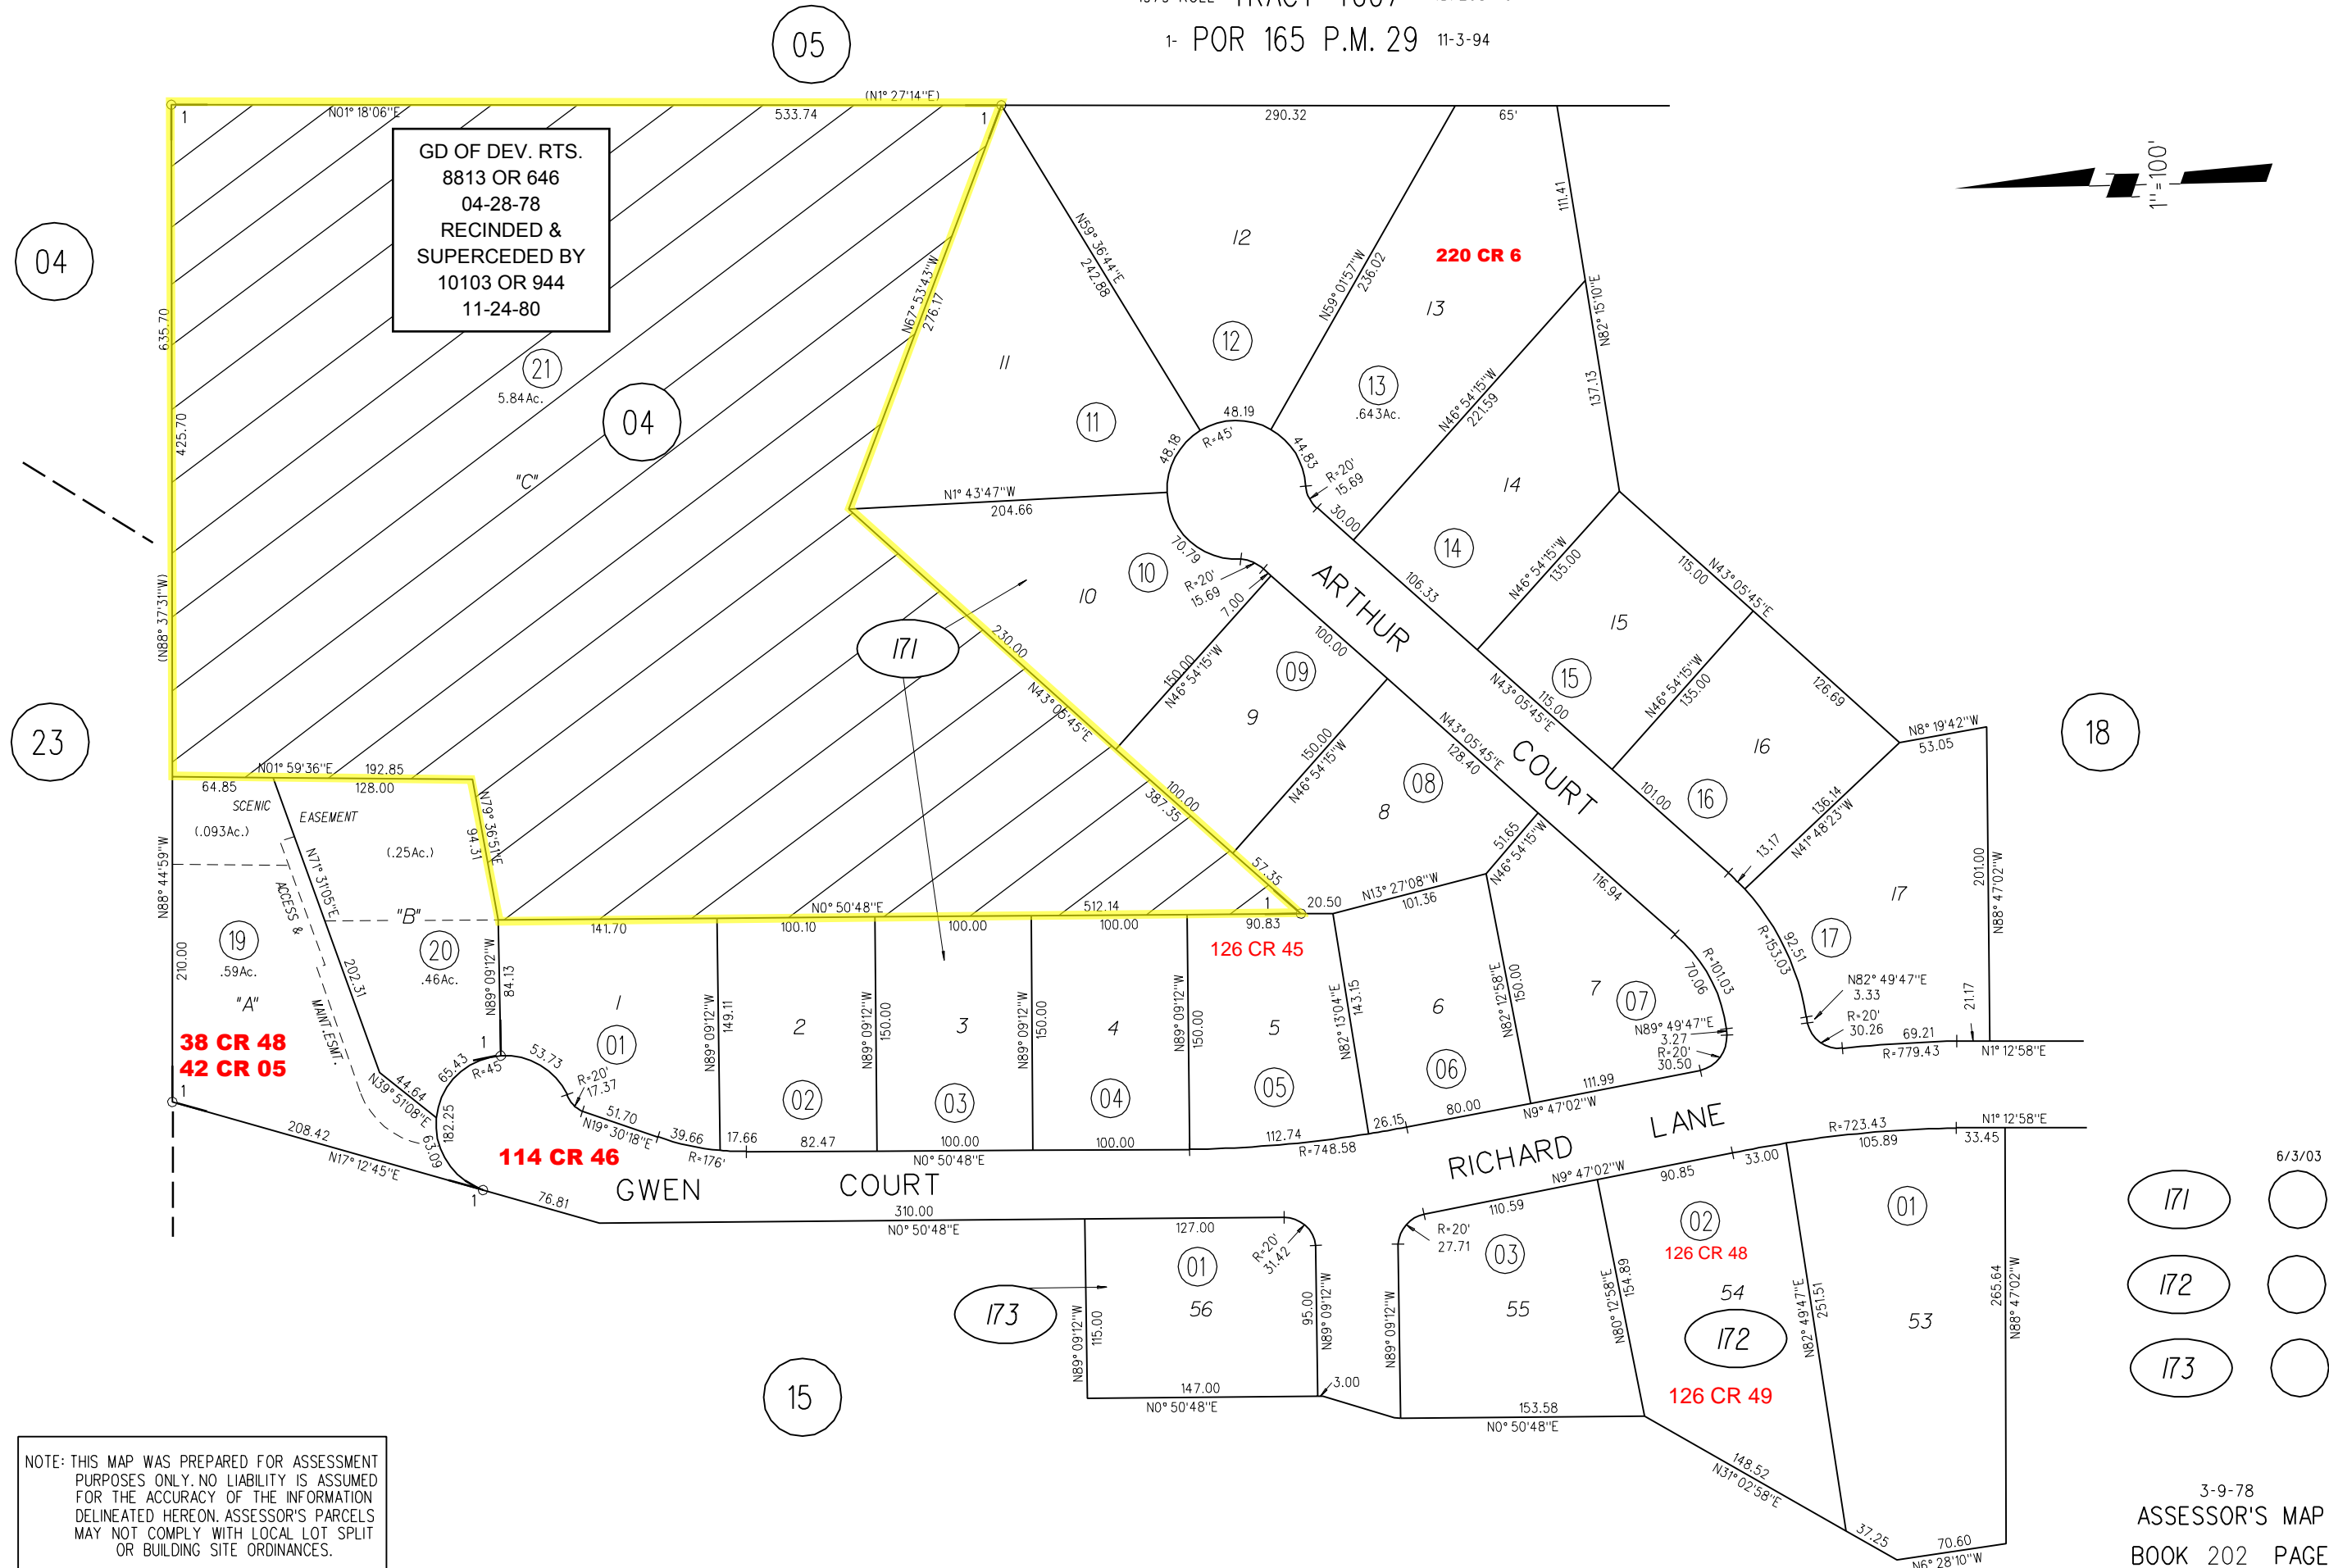 1- POR 165 P.M. 29 11-3-94
05
04
23
18
15
(N1° 27'14"E)
N01° 18'06"E
533.74
1
1
290.32
65'
1"=100'
GD OF DEV. RTS.
8813 OR 646
04-28-78
RECINDED &
SUPERCEDED BY
10103 OR 944
11-24-80
635.70
425.70
(N88° 37'31"W)
21
5.84Ac.
04
"C"
N67° 53'43"W
276.17
11
11
N59° 36'44"E
242.88
12
12
N59° 01'57"W
236.02
220 CR 6
13
13
.643Ac.
111.41
N82° 15'10"E
137.13
N46° 54'15"W
221.59
48.19
48.18
R=45'
44.83
R=20'
15.69
30.00
N1° 43'47"W
204.66
70.79
R=20'
15.69
7.00
10
10
14
14
106.33
N46° 54'15"W
135.00
115.00
N43° 05'45"E
15
15
N43° 05'45"E
115.00
N46° 54'15"W
135.00
126.69
16
16
101.00
N8° 19'42"W
53.05
136.14
N41° 48'23"W
13.17
ARTHUR
COURT
171
230.00
N43° 05'45"E
150.00
N46° 54'15"W
09
9
100.00
100.00
387.35
150.00
N46° 54'15"W
08
8
N43° 05'45"E
128.40
51.65
N46° 54'15"W
116.94
57.35
20.50
N13° 27'08"W
101.36
17
17
92.51
R=153.03
201.00
N88° 47'02"W
N82° 49'47"E
3.33
R=20'
30.26
21.17
69.21
R=779.43
N1° 12'58"E
N01° 59'36"E
192.85
64.85
128.00
SCENIC
EASEMENT
(.093Ac.)
(.25Ac.)
N79° 36'51"E
94.31
N88° 44'59"W
210.00
N71° 31'05"E
202.31
ACCESS &
MAINT.ESMT.
19
.59Ac.
"A"
"B"
20
.46Ac.
38 CR 48
42 CR 05
1
N0° 50'48"E
512.14
1
141.70
100.10
100.00
100.00
90.83
126 CR 45
N89° 09'12"W
84.13
1
1
01
N89° 09'12"W
149.11
2
02
N89° 09'12"W
150.00
3
03
N89° 09'12"W
150.00
4
04
N89° 09'12"W
150.00
5
05
N82° 13'04"E
143.15
6
06
N82° 12'58"E
150.00
7
07
70.06
R=101.03
N89° 49'47"E
3.27
R=20'
30.50
44.64
N39° 51'08"E
65.43
R=45'
53.73
R=20'
17.37
182.25
63.09
51.70
N19° 30'18"E
39.66
R=176'
17.66
82.47
100.00
N0° 50'48"E
100.00
112.74
R=748.58
26.15
80.00
N9° 47'02"W
111.99
208.42
N17° 12'45"E
1
114 CR 46
76.81
GWEN
COURT
310.00
N0° 50'48"E
RICHARD
LANE
R=723.43
105.89
N1° 12'58"E
33.45
N9° 47'02"W
110.59
90.85
33.00
127.00
R=20'
31.42
01
56
173
N89° 09'12"W
115.00
95.00
N89° 09'12"W
147.00
N0° 50'48"E
3.00
R=20'
27.71
03
55
N89° 09'12"W
153.58
N0° 50'48"E
N80° 12'58"E
154.89
02
126 CR 48
54
172
126 CR 49
N82° 49'47"E
251.51
01
53
265.64
N88° 47'02"W
148.52
N31° 02'58"E
37.25
70.60
N6° 28'10"W
6/3/03
171
172
173
NOTE: THIS MAP WAS PREPARED FOR ASSESSMENT
PURPOSES ONLY. NO LIABILITY IS ASSUMED
FOR THE ACCURACY OF THE INFORMATION
DELINEATED HEREON. ASSESSOR'S PARCELS
MAY NOT COMPLY WITH LOCAL LOT SPLIT
OR BUILDING SITE ORDINANCES.
3-9-78
ASSESSOR'S MAP
BOOK 202 PAGE